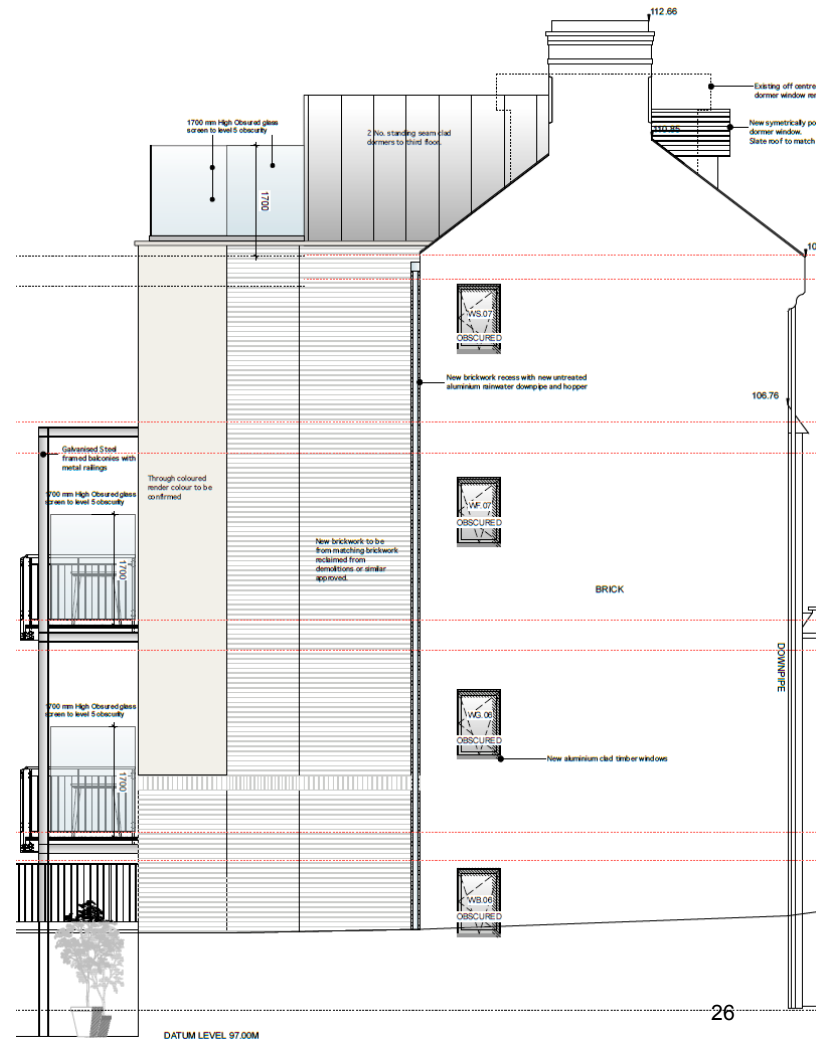 112.66
Existing off centre
dormer window
1700 mm High Obsured glass
screen to level 5 obscurity
2 No. standing seam clad
dormers to third floor.
New symetrically
dormer window.
Slate roof to match
110.85
1700
WS.07
OBSCURED
New brickwork recess with new untreated
aluminium rainwater downpipe and hopper
106.76
Galvanised Steel
framed balconies with
metal railings
Through coloured
render colour to be
confirmed
1700 mm High Obsured glass
screen to level 5 obscurity
WF.07
OBSCURED
New brickwork to be
from matching brickwork
reclaimed from
demolitions or similar
approved.
1700
BRICK
DOWNPIPE
1700 mm High Obsured glass
screen to level 5 obscurity
WG.06
OBSCURED
New aluminium clad timber windows
1700
WB.06
OBSCURED
26
DATUM LEVEL 97.00M